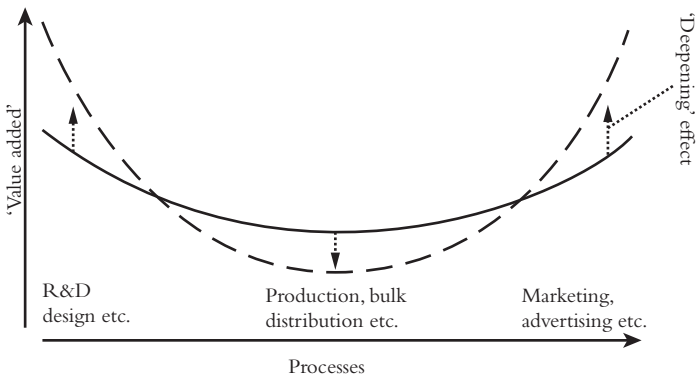 'Value added'
'Deepening' effect
R&D
design etc.
Production, bulk
distribution etc.
Marketing,
advertising etc.
Processes